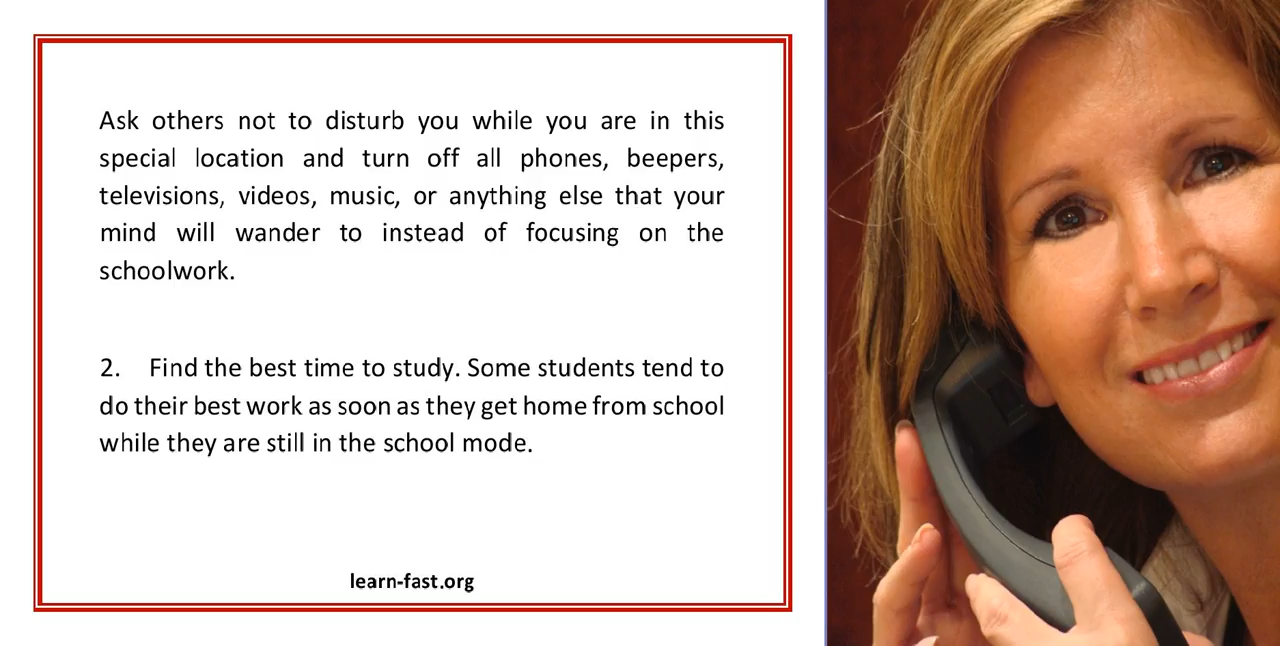 Ask others not to disturb you while you are in this
special location and turn off all phones, beepers,
televisions, videos, music, or anything else that your
mind will wander to instead of focusing on the
schoolwork.
2. Find the best time to study. Some students tend to
do their best work as soon as they get home from school
while they are still in the school mode.
learn-fast.org